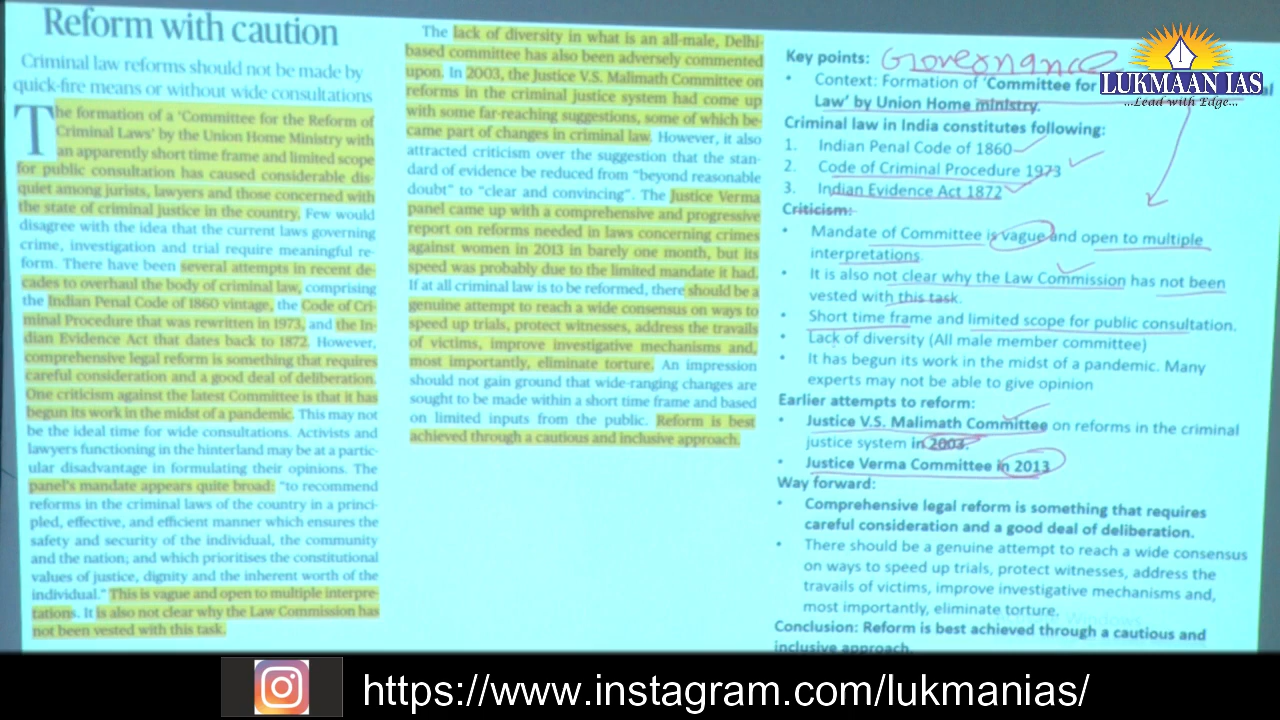 Reform with caution
Criminal law reforms should not be made by
quick-fire means or without wide consultations
The formation of a 'Committee for the Reform of
Criminal Laws' by the Union Home Ministry with
an apparently short time frame and limited scope
for public consultation has caused considerable dis-
quiet among jurists, lawyers and those concerned with
the state of criminal justice in the country. Few would
disagree with the idea that the current laws governing
crime, investigation and trial require meaningful re-
form. There have been several attempts in recent de-
cades to overhaul the body of criminal law, comprising
the Indian Penal Code of 1860 vintage, the Code of Cri-
minal Procedure that was rewritten in 1973, and the In-
dian Evidence Act that dates back to 1872. However,
comprehensive legal reform is something that requires
careful consideration and a good deal of deliberation.
One criticism against the latest Committee is that it has
begun its work in the midst of a pandemic. This may not
be the ideal time for wide consultations. Activists and
lawyers functioning in the hinterland may be at a partic-
ular disadvantage in formulating their opinions. The
panel's mandate appears quite broad: "to recommend
reforms in the criminal laws of the country in a princi-
pled, effective, and efficient manner which ensures the
safety and security of the individual, the community
and the nation; and which prioritises the constitutional
values of justice, dignity and the inherent worth of the
individual." This is vague and open to multiple interpre-
tations. It is also not clear why the Law Commission has
not been vested with this task.
The lack of diversity in what is an all-male, Delhi-
based committee has also been adversely commented
upon. In 2003, the Justice V.S. Malimath Committee on
reforms in the criminal justice system had come up
with some far-reaching suggestions, some of which be-
came part of changes in criminal law. However, it also
attracted criticism over the suggestion that the stan-
dard of evidence be reduced from "beyond reasonable
doubt" to "clear and convincing". The Justice Verma
panel came up with a comprehensive and progressive
report on reforms needed in laws concerning crimes
against women in 2013 in barely one month, but its
speed was probably due to the limited mandate it had.
If at all criminal law is to be reformed, there should be a
genuine attempt to reach a wide consensus on ways to
speed up trials, protect witnesses, address the travails
of victims, improve investigative mechanisms and,
most importantly, eliminate torture. An impression
should not gain ground that wide-ranging changes are
sought to be made within a short time frame and based
on limited inputs from the public. Reform is best
achieved through a cautious and inclusive approach.
Key points: Governance
• Context: Formation of 'Committee for
Law' by Union Home ministry.
Criminal law in India constitutes following:
1. Indian Penal Code of 1860
2. Code of Criminal Procedure 1973
3. Indian Evidence Act 1872
Criticism:
• Mandate of Committee is vague and open to multiple
interpretations
• It is also not clear why the Law Commission has not been
vested with this task.
• Short time frame and limited scope for public consultation.
• Lack of diversity (All male member committee)
• It has begun its work in the midst of a pandemic. Many
experts may not be able to give opinion
Earlier attempts to reform:
• Justice V.S. Malimath Committee on reforms in the criminal
justice system in 2003.
• Justice Verma Committee in 2013
Way forward:
• Comprehensive legal reform is something that requires
careful consideration and a good deal of deliberation.
• There should be a genuine attempt to reach a wide consensus
on ways to speed up trials, protect witnesses, address the
travails of victims, improve investigative mechanisms and,
most importantly, eliminate torture.
Conclusion: Reform is best achieved through a cautious and
inclusive approach.
LUKMAAN IAS
...Lead with Edge...
https://www.instagram.com/lukmanias/